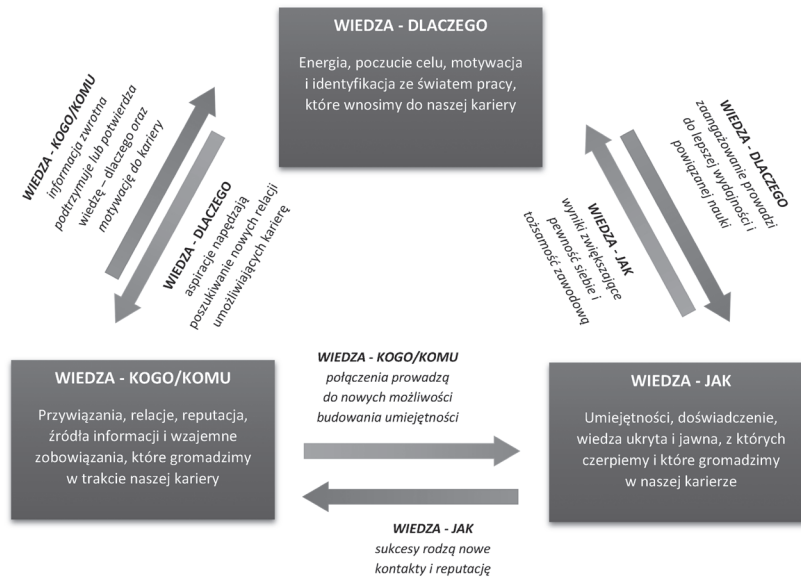 WIEDZA - DLACZEGO
Energia, poczucie celu, motywacja
i identyfikacja ze światem pracy,
które wnosimy do naszej kariery
WIEDZA - KOGO/KOMU
informacja zwrotna
podtrzymuje lub potwierdza
wiedzę – dlaczego oraz
motywację do kariery
WIEDZA - DLACZEGO
aspiracje napędzają
poszukiwanie nowych relacji
umożliwiających karierę
WIEDZA - DLACZEGO
zaangażowanie prowadzi
do lepszej wydajności i
powiązanej nauki
WIEDZA - JAK
wyniki zwiększające
pewność siebie i
tożsamość zawodową
WIEDZA - KOGO/KOMU
Przywiązania, relacje, reputacja,
źródła informacji i wzajemne
zobowiązania, które gromadzimy
w trakcie naszej kariery
WIEDZA - KOGO/KOMU
połączenia prowadzą
do nowych możliwości
budowania umiejętności
WIEDZA - JAK
sukcesy rodzą nowe
kontakty i reputację
WIEDZA - JAK
Umiejętności, doświadczenie,
wiedza ukryta i jawna, z których
czerpiemy i które gromadzimy
w naszej karierze